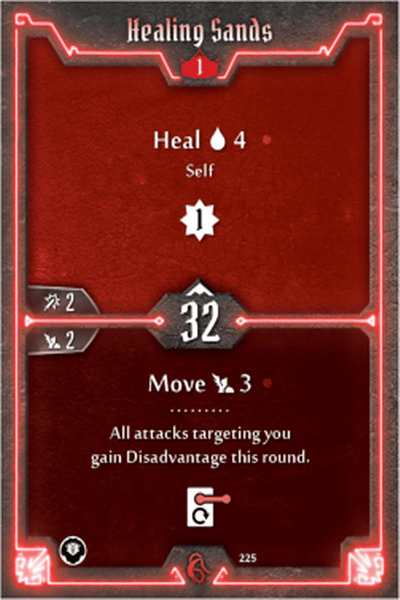 Healing Sands
1
Heal 4
Self
1
2
32
2
Move 3
All attacks targeting you
gain Disadvantage this round.
225